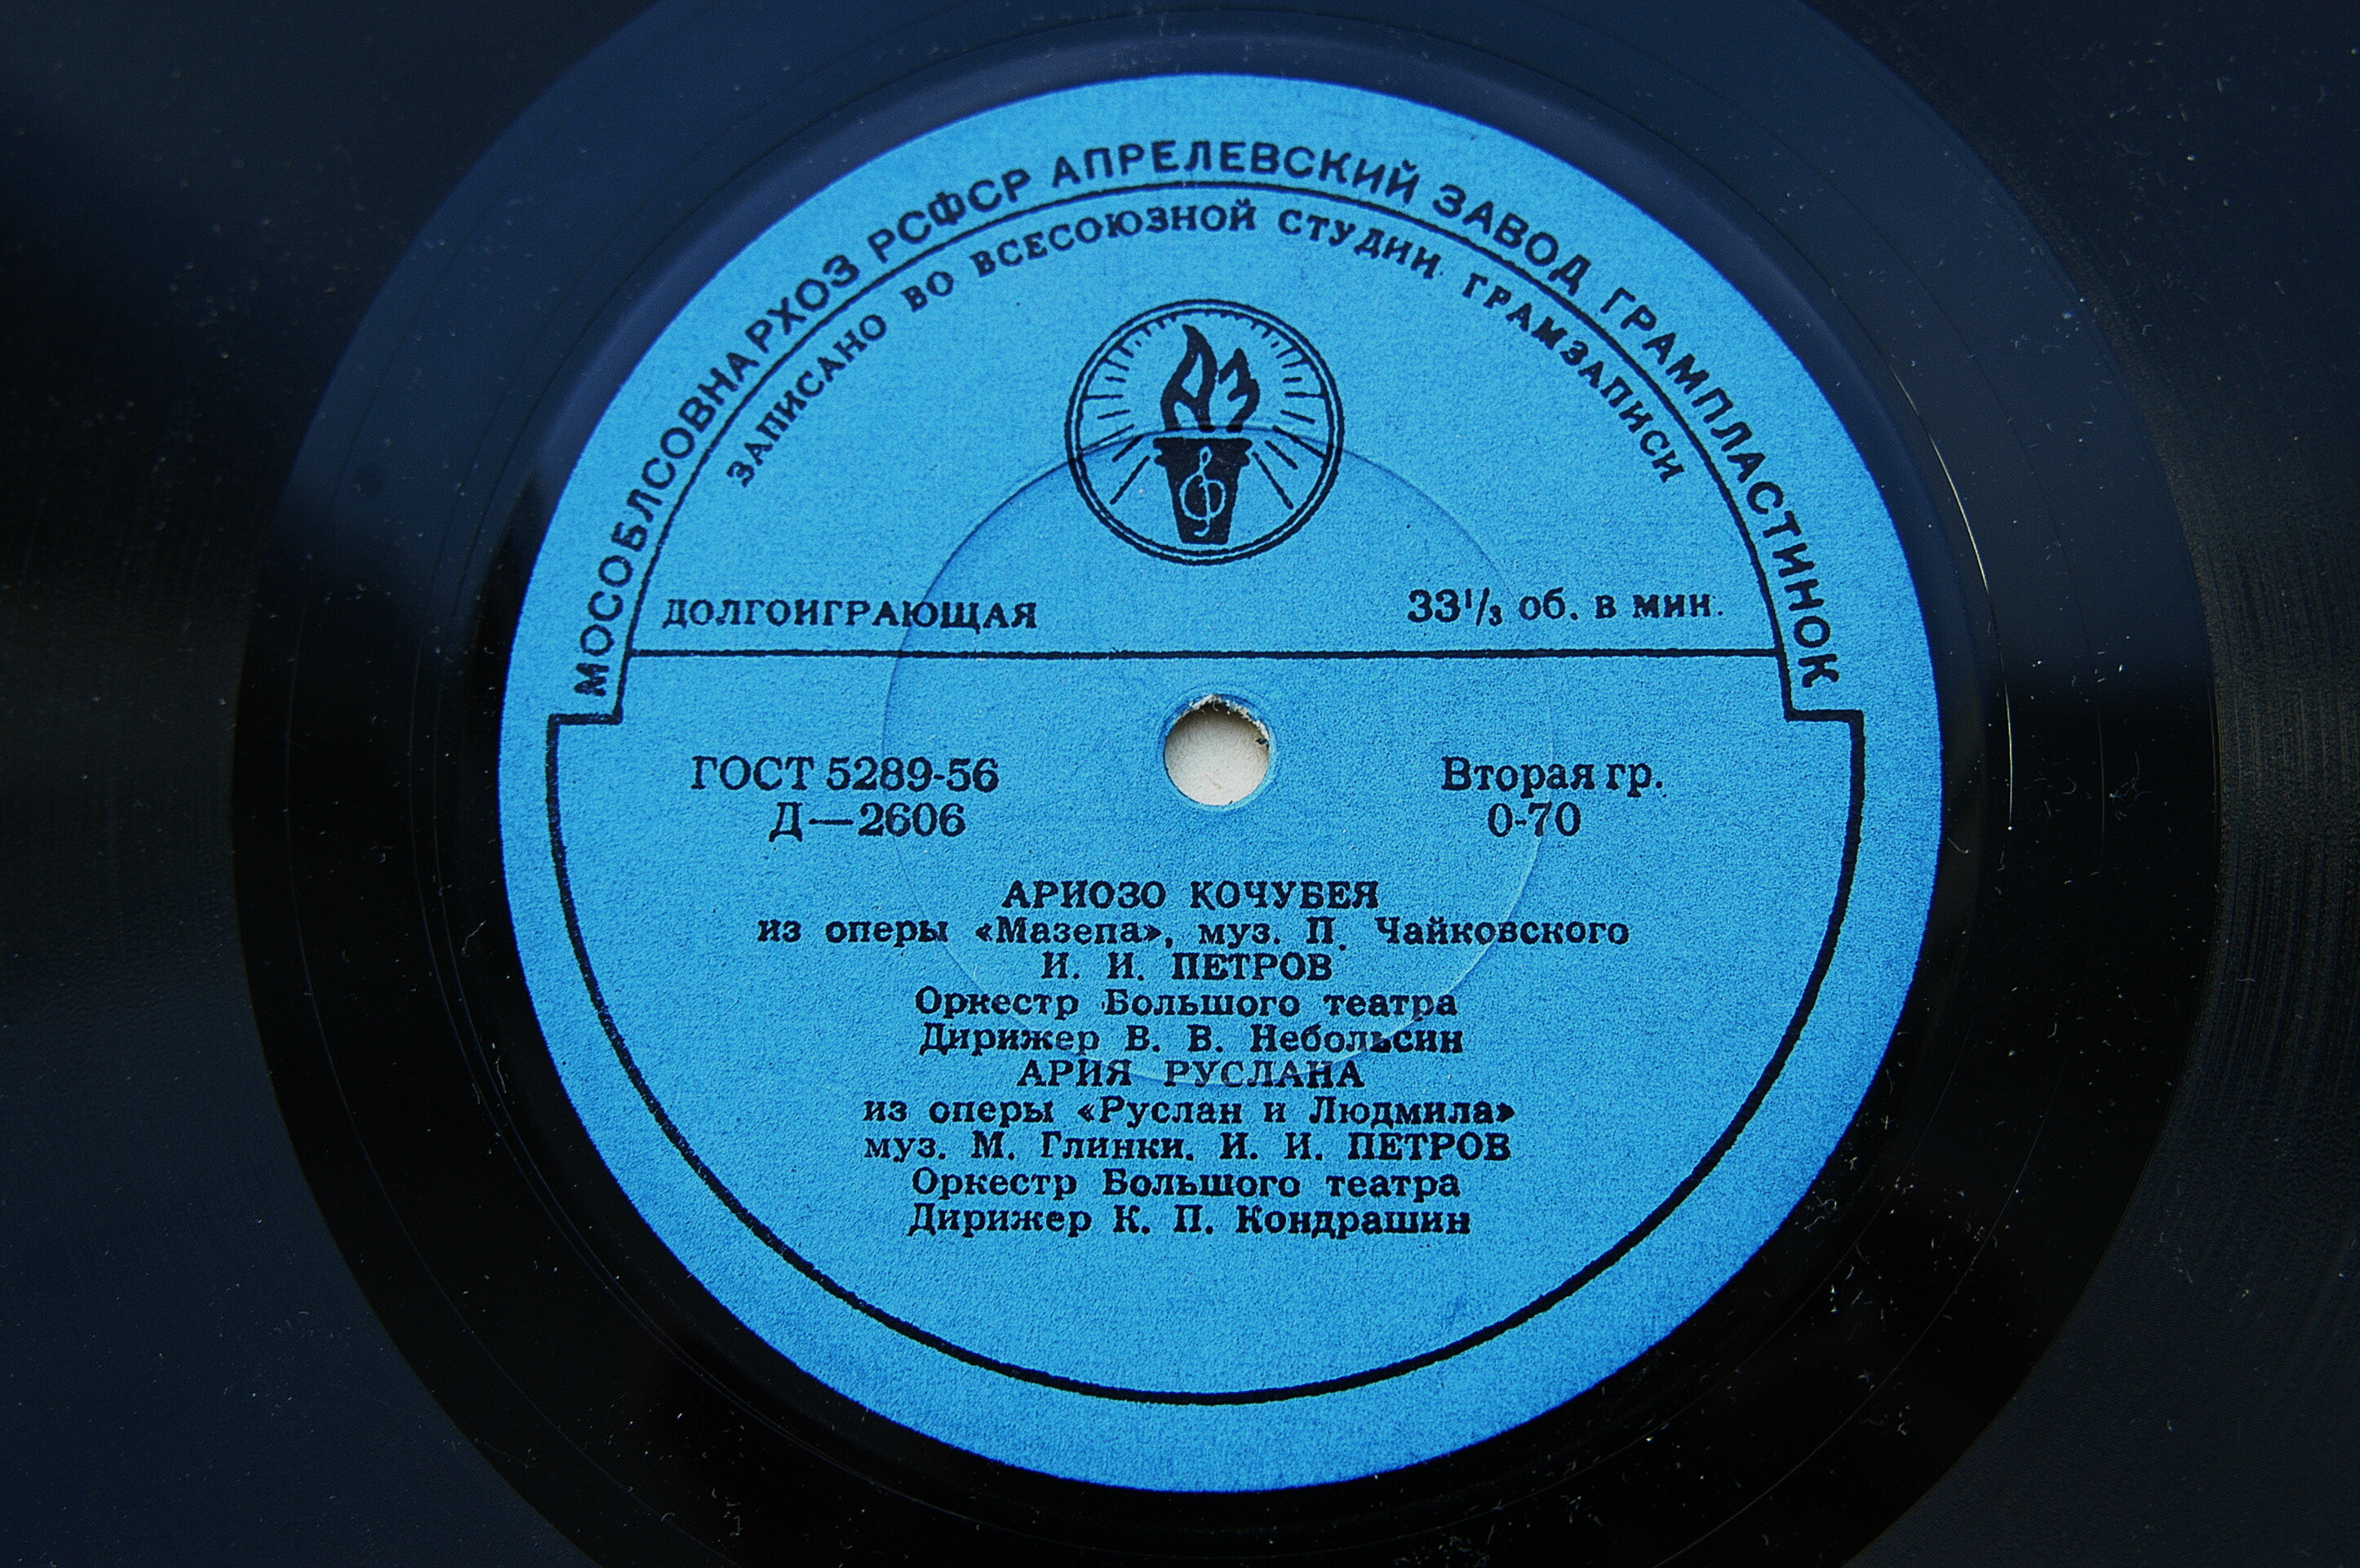 МОСОБЛСОВНАРХОЗ РСФСР АПРЕЛЕВСКИЙ ЗАВОД ГРАМПЛАСТИНОК
ЗАПИСАНО ВО ВСЕСОЮЗНОЙ СТУДИИ ГРАМЗАПИСИ
АЗ
ДОЛГОИГРАЮЩАЯ 33¹/₃ об. в мин.
ГОСТ 5289-56 Вторая гр.
Д—2606 0-70
АРИОЗО КОЧУБЕЯ
из оперы «Мазепа», муз. П. Чайковского
И. И. ПЕТРОВ
Оркестр Большого театра
Дирижер В. В. Небольсин
АРИЯ РУСЛАНА
из оперы «Руслан и Людмила»
муз. М. Глинки. И. И. ПЕТРОВ
Оркестр Большого театра
Дирижер К. П. Кондрашин